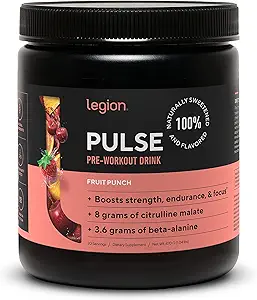 legion.
PULSE
PRE-WORKOUT DRINK
NATURALLY SWEETENED
100%
AND FLAVORED
FRUIT PUNCH
+ Boosts strength, endurance, & focus*
+ 8 grams of citrulline malate
+ 3.6 grams of beta-alanine